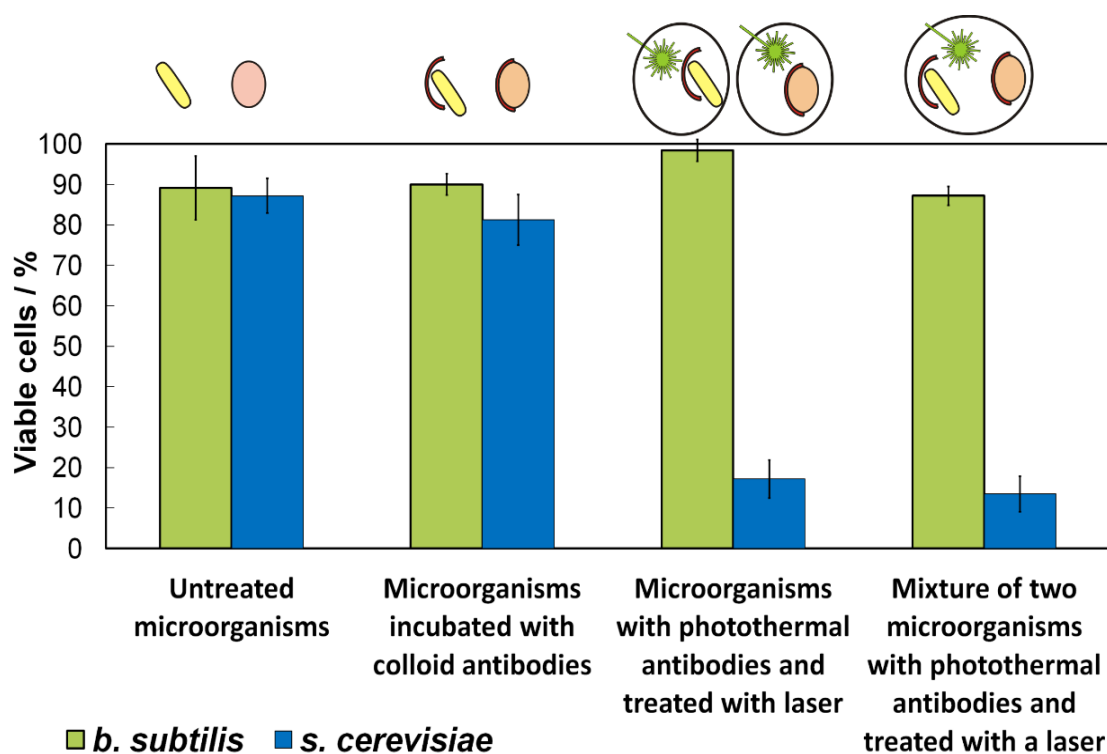 Viable cells / %
100
90
80
70
60
50
40
30
20
10
0
Untreated
microorganisms
Microorganisms
incubated with
colloid antibodies
Microorganisms
with photothermal
antibodies and
treated with laser
Mixture of two
microorganisms
with photothermal
antibodies and
treated with a laser
b. subtilis
s. cerevisiae